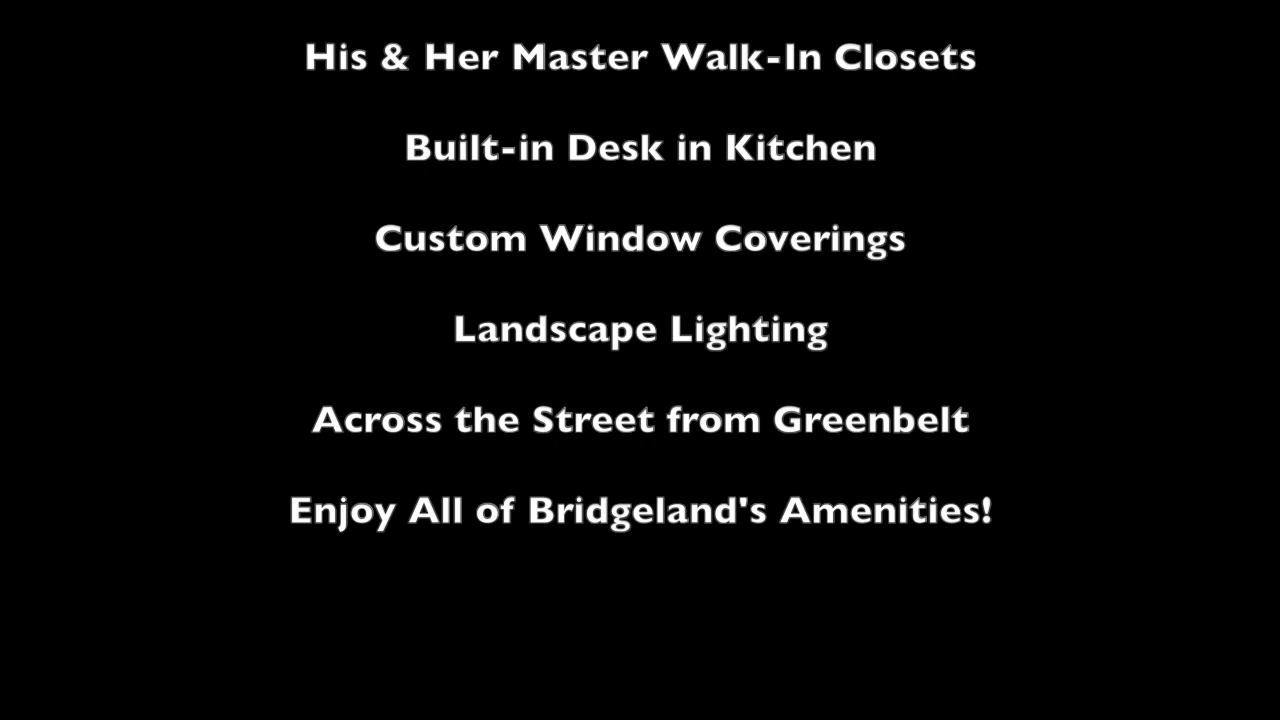 His & Her Master Walk-In Closets
Built-in Desk in Kitchen
Custom Window Coverings
Landscape Lighting
Across the Street from Greenbelt
Enjoy All of Bridgeland's Amenities!